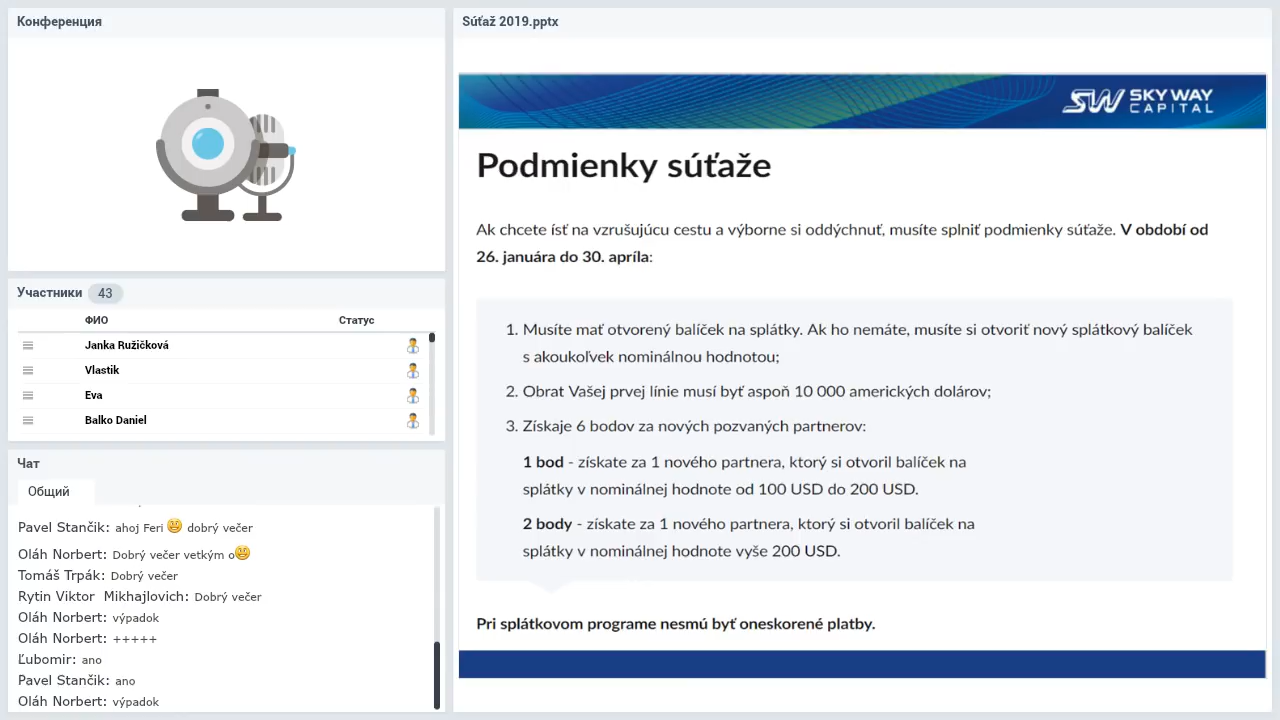 Конференция
Участники 43
ФИО Статус
Janka Ružičková
Vlastik
Eva
Balko Daniel
Чат
Общий
Pavel Stančik: ahoj Feri dobrý večer
Oláh Norbert: Dobrý večer vetkým o
Tomáš Trpák: Dobrý večer
Rytin Viktor Mikhajlovich: Dobrý večer
Oláh Norbert: výpadok
Oláh Norbert: +++++
Ľubomir: ano
Pavel Stančik: ano
Oláh Norbert: výpadok
Súťaž 2019.pptx
SW SKY WAY
CAPITAL
Podmienky súťaže
Ak chcete ísť na vzrušujúcu cestu a výborne si oddýchnuť, musíte splniť podmienky súťaže. V období od
26. januára do 30. apríla:
1. Musíte mať otvorený balíček na splátky. Ak ho nemáte, musíte si otvoriť nový splátkový balíček
s akoukoľvek nominálnou hodnotou;
2. Obrat Vašej prvej línie musí byť aspoň 10 000 amerických dolárov;
3. Získaje 6 bodov za nových pozvaných partnerov:
1 bod - získate za 1 nového partnera, ktorý si otvoril balíček na
splátky v nominálnej hodnote od 100 USD do 200 USD.
2 body - získate za 1 nového partnera, ktorý si otvoril balíček na
splátky v nominálnej hodnote vyše 200 USD.
Pri splátkovom programe nesmú byť oneskorené platby.